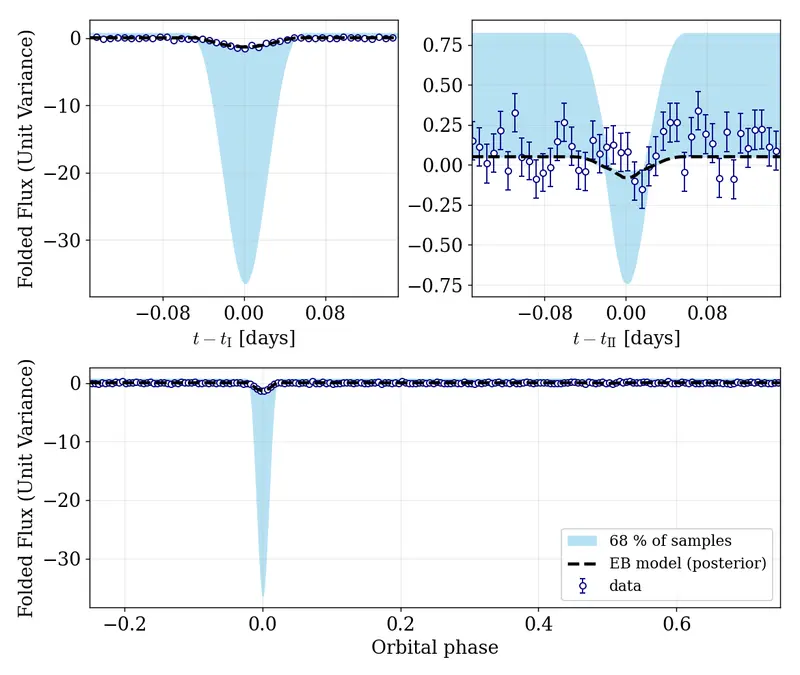 Folded Flux (Unit Variance)
0
−10
−20
−30
−0.08 0.00 0.08
t − tI [days]
0.75
0.50
0.25
0.00
−0.25
−0.50
−0.75
−0.08 0.00 0.08
t − tII [days]
Folded Flux (Unit Variance)
0
−10
−20
−30
68 % of samples
EB model (posterior)
data
−0.2 0.0 0.2 0.4 0.6
Orbital phase